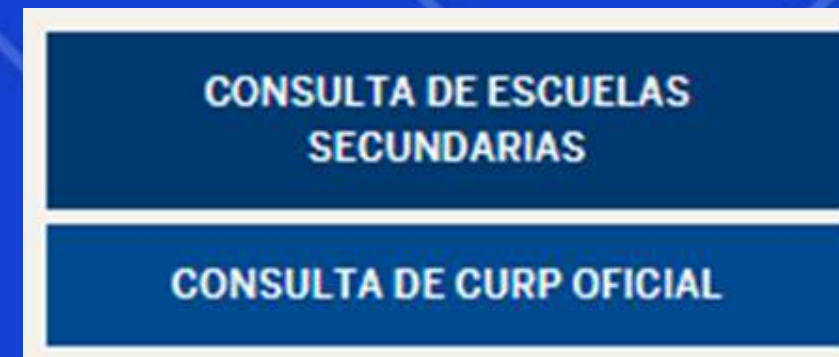 CONSULTA DE ESCUELAS
SECUNDARIAS
CONSULTA DE CURP OFICIAL